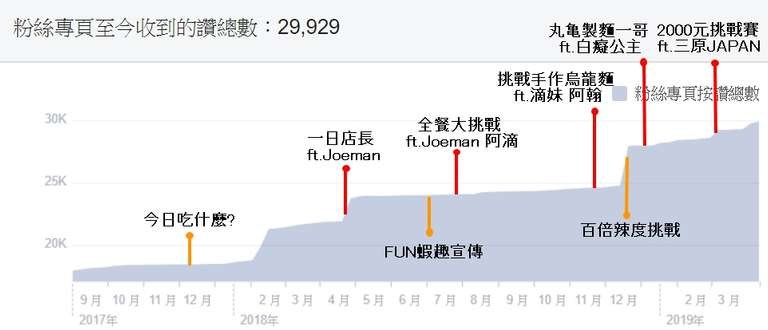 粉絲專頁至今收到的讚總數：29,929
丸亀製麵一哥
ft.白癡公主
2000元挑戰賽
ft.三原JAPAN
挑戰手作烏龍麵
ft.滴妹 阿翰
粉絲專頁按讚總數
30K
一日店長
ft.Joeman
全餐大挑戰
ft.Joeman 阿滴
25K
今日吃什麼?
百倍辣度挑戰
20K
FUN蝦趣宣傳
9月 10月 11月 12月 2月 3月 4月 5月 6月 7月 8月 9月 10月 11月 12月 2月 3月
2017年 2018年 2019年